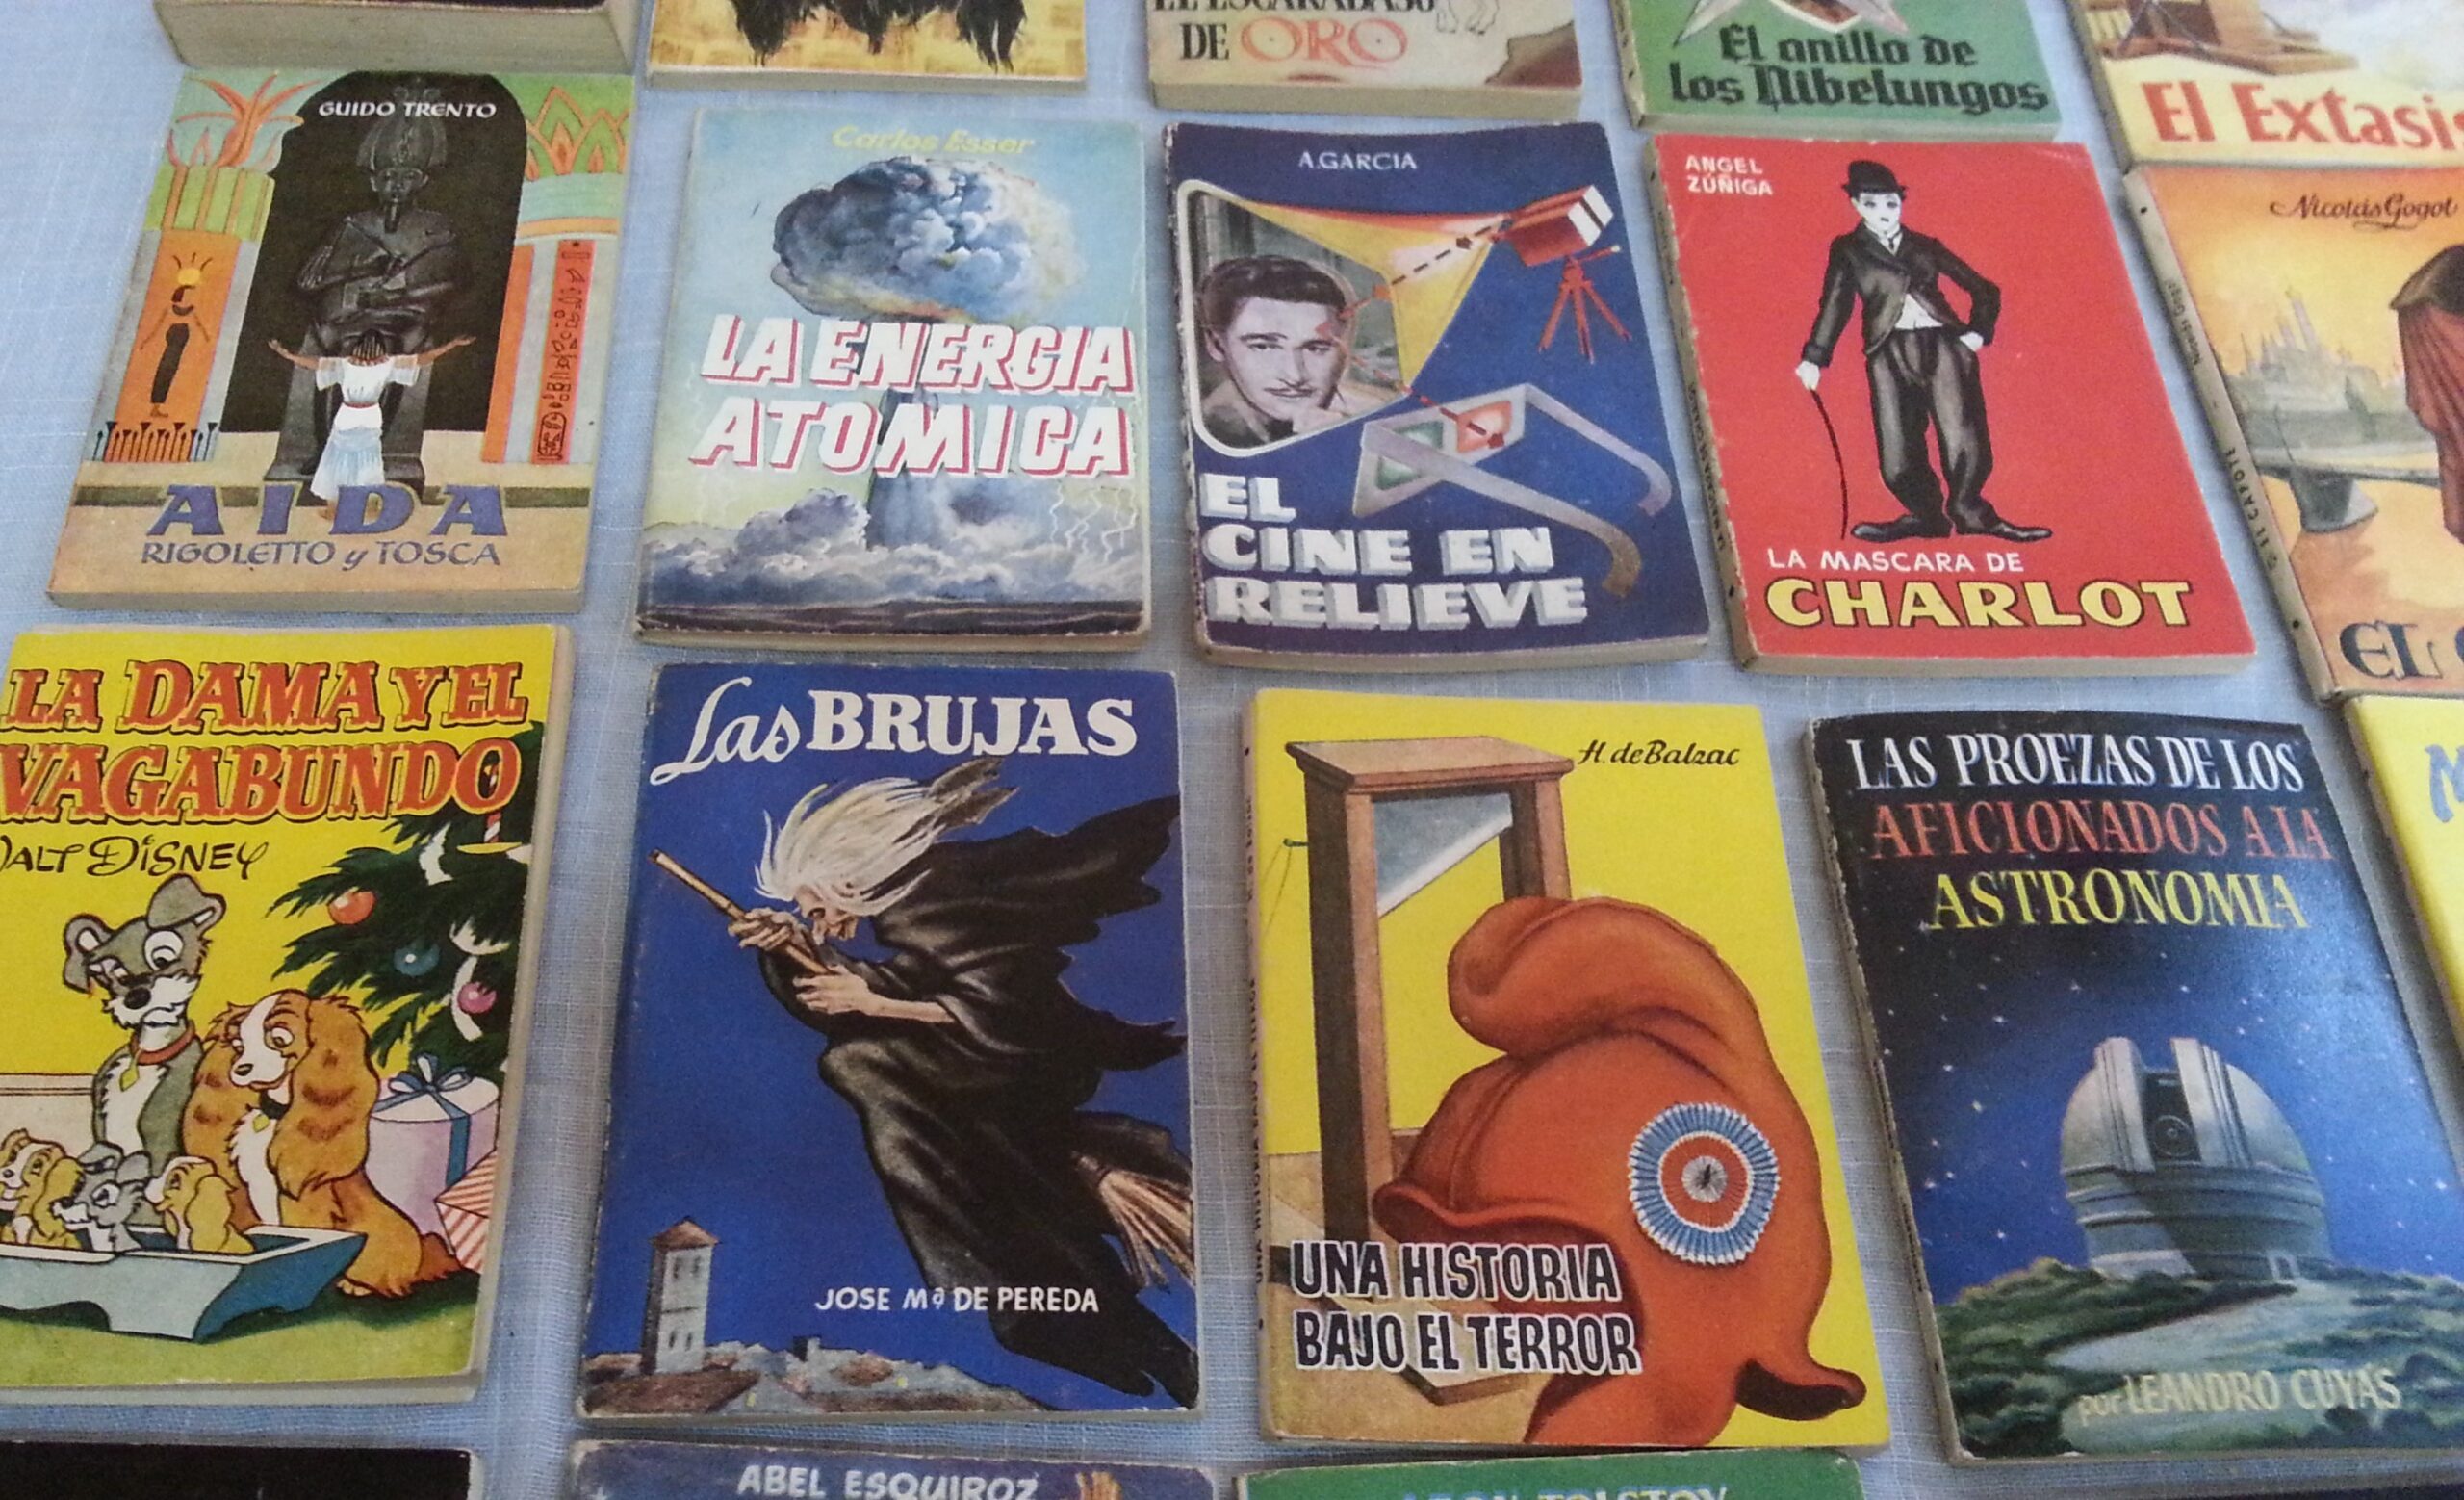 DE ORO
El anillo de
los Nibelungos
El Extasis
GUIDO TRENTO
AIDA
RIGOLETTO y TOSCA
Carlos Esser
LA ENERGIA
ATOMICA
A.GARCIA
EL
CINE EN
RELIEVE
ANGEL
ZÚÑIGA
LA MASCARA DE
CHARLOT
Nicolás Gogol
EL
LA DAMA Y EL
VAGABUNDO
WALT DISNEY
Las BRUJAS
JOSE Mª DE PEREDA
H. de Balzac
UNA HISTORIA
BAJO EL TERROR
LAS PROEZAS DE LOS
AFICIONADOS A LA
ASTRONOMIA
por LEANDRO CUYAS
ABEL ESQUIROZ
LEON TOLSTOY